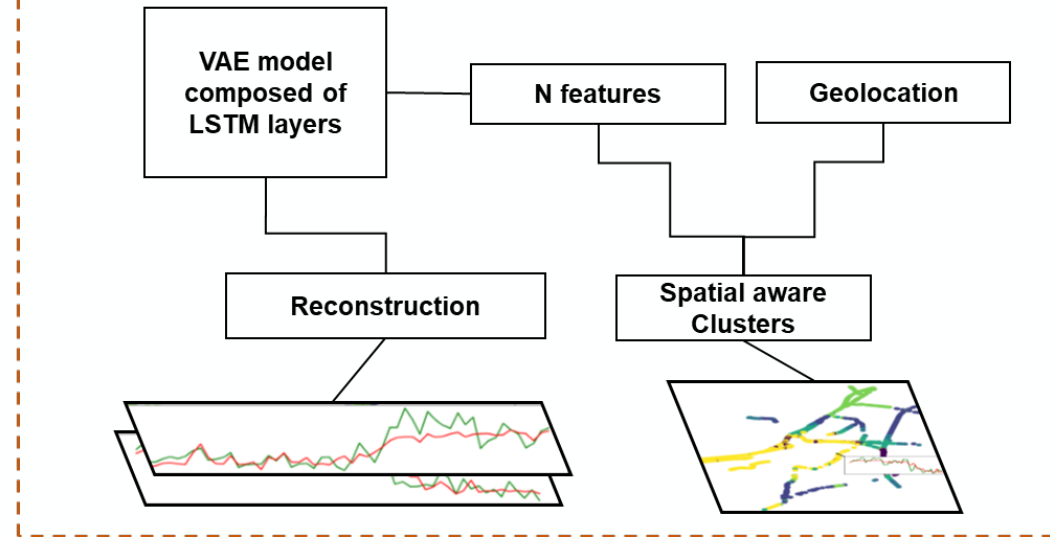 VAE model
composed of
LSTM layers
N features
Geolocation
Reconstruction
Spatial aware
Clusters